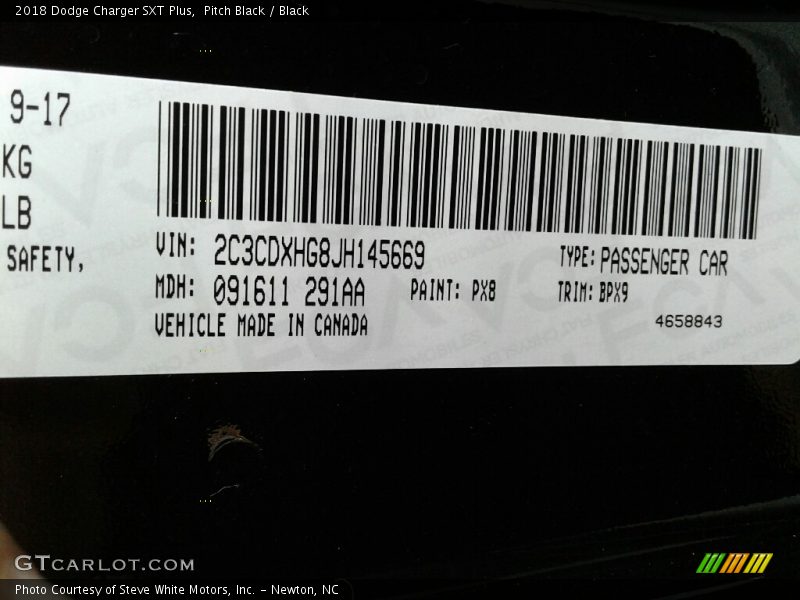 2018 Dodge Charger SXT Plus,  Pitch Black / Black
9-17
KG
LB
SAFETY,
VIN: 2C3CDXHG8JH145669 TYPE: PASSENGER CAR
MDH: 091611 291AA PAINT: PX8 TRIM: BPX9
VEHICLE MADE IN CANADA 4658843
GTCARLOT.COM
Photo Courtesy of Steve White Motors, Inc. – Newton, NC